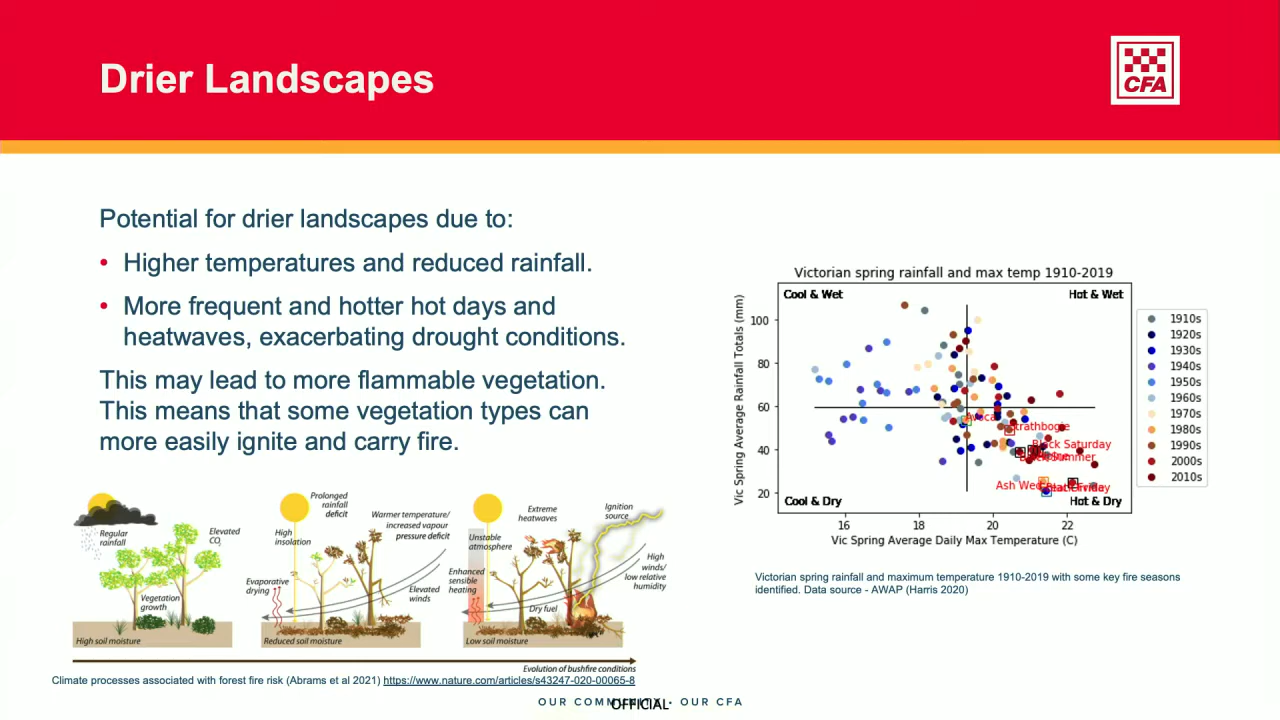 Drier Landscapes
CFA
Potential for drier landscapes due to:
• Higher temperatures and reduced rainfall.
• More frequent and hotter hot days and
heatwaves, exacerbating drought conditions.
This may lead to more flammable vegetation.
This means that some vegetation types can
more easily ignite and carry fire.
Regular
rainfall
Elevated
CO2
Vegetation
growth
High soil moisture
Prolonged
rainfall
deficit
High
insolation
Warmer temperature/
increased vapour
pressure deficit
Evaporative
drying
Elevated
winds
Reduced soil moisture
Unstable
atmosphere
Extreme
heatwaves
Ignition
source
Enhanced
sensible
heating
High
winds/
low relative
humidity
Dry fuel
Low soil moisture
Evolution of bushfire conditions
Climate processes associated with forest fire risk (Abrams et al 2021) https://www.nature.com/articles/s43247-020-00065-8
Victorian spring rainfall and max temp 1910-2019
Cool & Wet
Hot & Wet
Vic Spring Average Rainfall Totals (mm)
100
80
60
40
20
Avoca
Strathbogie
Black Saturday
Summer
Ash Wed
Cool & Dry
Hot & Dry
16
18
20
22
Vic Spring Average Daily Max Temperature (C)
1910s
1920s
1930s
1940s
1950s
1960s
1970s
1980s
1990s
2000s
2010s
Victorian spring rainfall and maximum temperature 1910-2019 with some key fire seasons
identified. Data source - AWAP (Harris 2020)
OUR COMMUNITY • OUR CFA
OFFICIAL